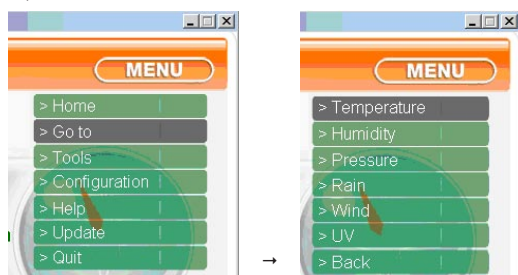 MENU
> Home
> Go to
> Tools
> Configuration
> Help
> Update
> Quit
→
MENU
> Temperature
> Humidity
> Pressure
> Rain
> Wind
> UV
> Back